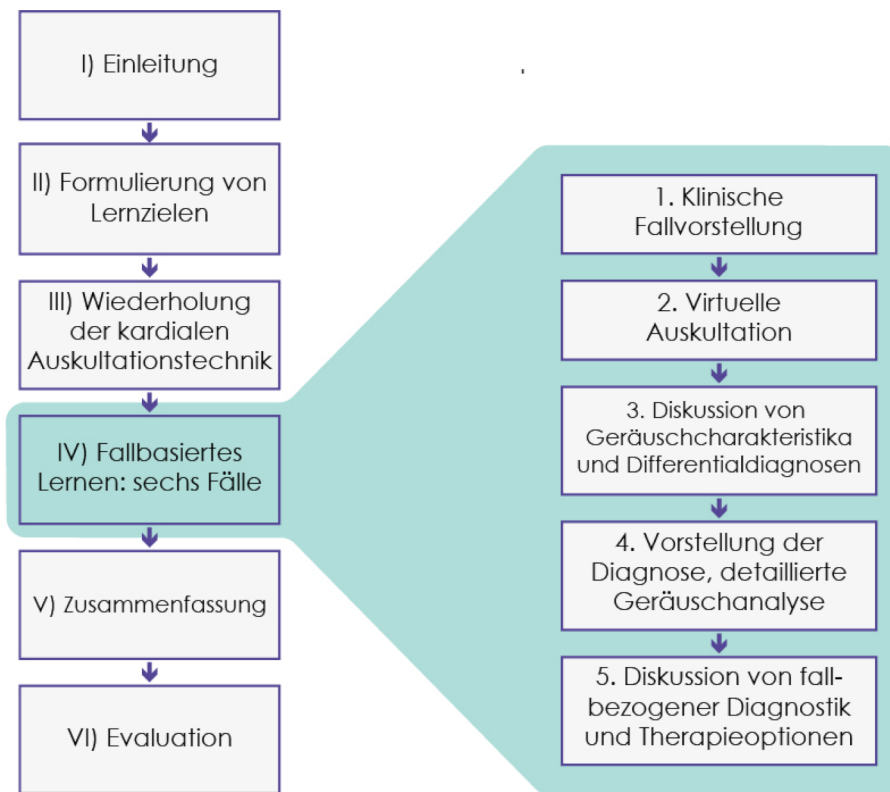 I) Einleitung
II) Formulierung von
Lernzielen
III) Wiederholung
der kardialen
Auskultationstechnik
IV) Fallbasiertes
Lernen: sechs Fälle
V) Zusammenfassung
VI) Evaluation
1. Klinische
Fallvorstellung
2. Virtuelle
Auskultation
3. Diskussion von
Geräuschcharakteristika
und Differentialdiagnosen
4. Vorstellung der
Diagnose, detaillierte
Geräuschanalyse
5. Diskussion von fall-
bezogener Diagnostik
und Therapieoptionen